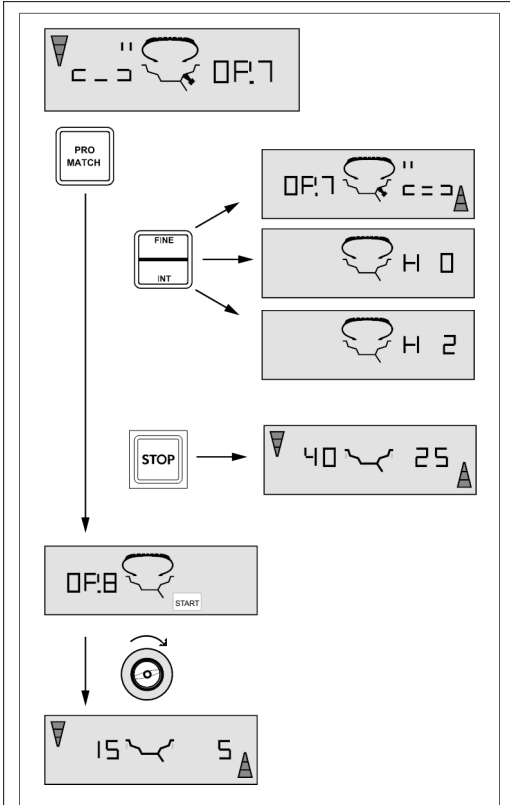 OP.7
PRO
MATCH
OP.7
FINE
INT
H 0
H 2
STOP
40 25
OP.8
START
15 5